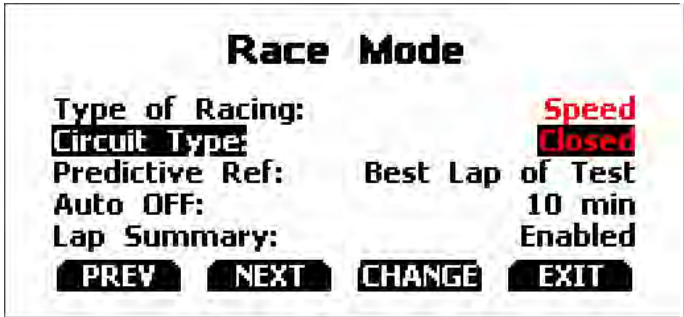 Race Mode
Type of Racing: Speed
Circuit Type: Closed
Predictive Ref: Best Lap of Test
Auto OFF: 10 min
Lap Summary: Enabled
PREV NEXT CHANGE EXIT